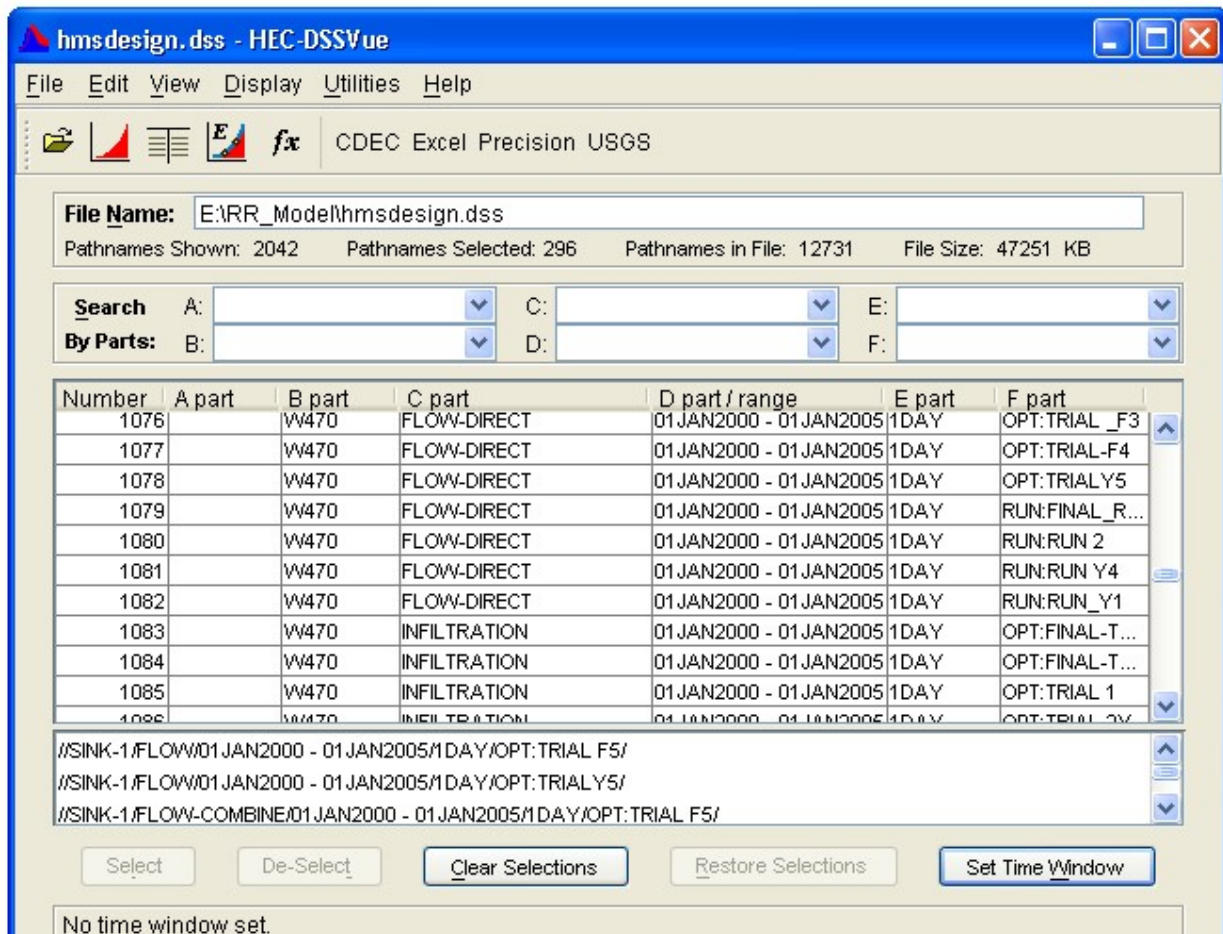 hmsdesign.dss - HEC-DSSVue
File Edit View Display Utilities Help
E fx CDEC Excel Precision USGS
File Name: E:\RR_Model\hmsdesign.dss
Pathnames Shown: 2042 Pathnames Selected: 296 Pathnames in File: 12731 File Size: 47251 KB
Search A: C: E:
By Parts: B: D: F:
Number A part B part C part D part / range E part F part
1076 W470 FLOW-DIRECT 01JAN2000 - 01JAN2005 1DAY OPT:TRIAL _F3
1077 W470 FLOW-DIRECT 01JAN2000 - 01JAN2005 1DAY OPT:TRIAL-F4
1078 W470 FLOW-DIRECT 01JAN2000 - 01JAN2005 1DAY OPT:TRIALY5
1079 W470 FLOW-DIRECT 01JAN2000 - 01JAN2005 1DAY RUN:FINAL_R...
1080 W470 FLOW-DIRECT 01JAN2000 - 01JAN2005 1DAY RUN:RUN 2
1081 W470 FLOW-DIRECT 01JAN2000 - 01JAN2005 1DAY RUN:RUN Y4
1082 W470 FLOW-DIRECT 01JAN2000 - 01JAN2005 1DAY RUN:RUN_Y1
1083 W470 INFILTRATION 01JAN2000 - 01JAN2005 1DAY OPT:FINAL-T...
1084 W470 INFILTRATION 01JAN2000 - 01JAN2005 1DAY OPT:FINAL-T...
1085 W470 INFILTRATION 01JAN2000 - 01JAN2005 1DAY OPT:TRIAL 1
1086 W470 INFILTRATION 01JAN2000 - 01JAN2005 1DAY
//SINK-1/FLOW/01JAN2000 - 01JAN2005/1DAY/OPT:TRIAL F5/
//SINK-1/FLOW/01JAN2000 - 01JAN2005/1DAY/OPT:TRIALY5/
//SINK-1/FLOW-COMBINE/01JAN2000 - 01JAN2005/1DAY/OPT:TRIAL F5/
Select De-Select Clear Selections Restore Selections Set Time Window
No time window set.